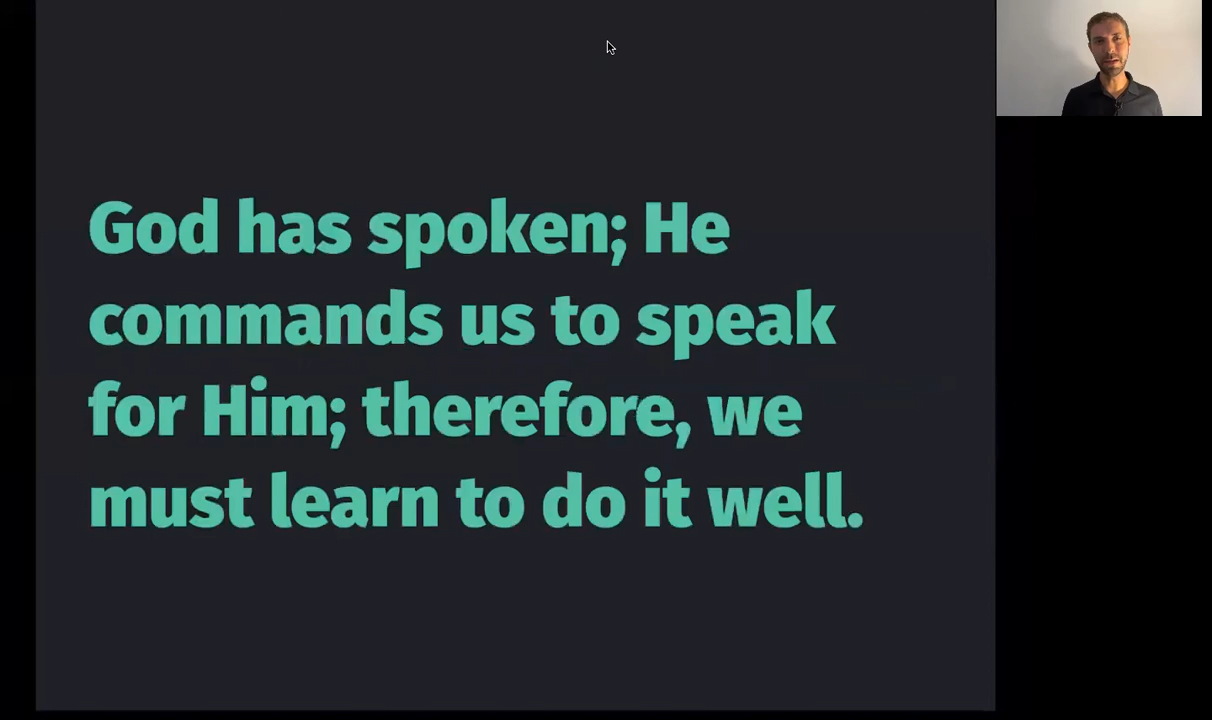 God has spoken; He
commands us to speak
for Him; therefore, we
must learn to do it well.